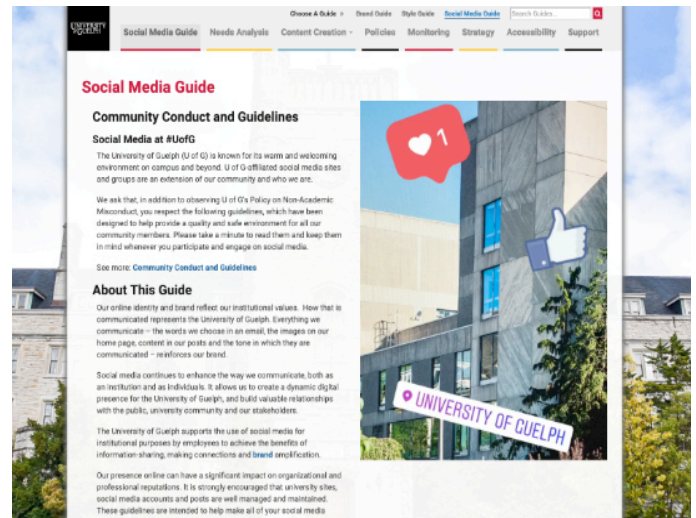 Choose A Guide > Brand Guide Style Guide Social Media Guide Search Guides...
UNIVERSITY
of GUELPH
Social Media Guide Needs Analysis Content Creation Policies Monitoring Strategy Accessibility Support
Social Media Guide
Community Conduct and Guidelines
Social Media at #UofG
The University of Guelph (U of G) is known for its warm and welcoming
environment on campus and beyond. U of G-affiliated social media sites
and groups are an extension of our community and who we are.
We ask that, in addition to observing U of G's Policy on Non-Academic
Misconduct, you respect the following guidelines, which have been
designed to help provide a quality and safe environment for all our
community members. Please take a minute to read them and keep them
in mind whenever you participate and engage on social media.
See more: Community Conduct and Guidelines
About This Guide
Our online identity and brand reflect our institutional values. How that is
communicated represents the University of Guelph. Everything we
communicate – the words we choose in an email, the images on our
home page, content in our posts and the tone in which they are
communicated – reinforces our brand.
Social media continues to enhance the way we communicate, both as
an institution and as individuals. It allows us to create a dynamic digital
presence for the University of Guelph, and build valuable relationships
with the public, university community and our stakeholders.
The University of Guelph supports the use of social media for
institutional purposes by employees to achieve the benefits of
information-sharing, making connections and brand amplification.
Our presence online can have a significant impact on organizational and
professional reputations. It is strongly encouraged that university sites,
social media accounts and posts are well managed and maintained.
These guidelines are intended to help make all of your social media
1
UNIVERSITY OF GUELPH